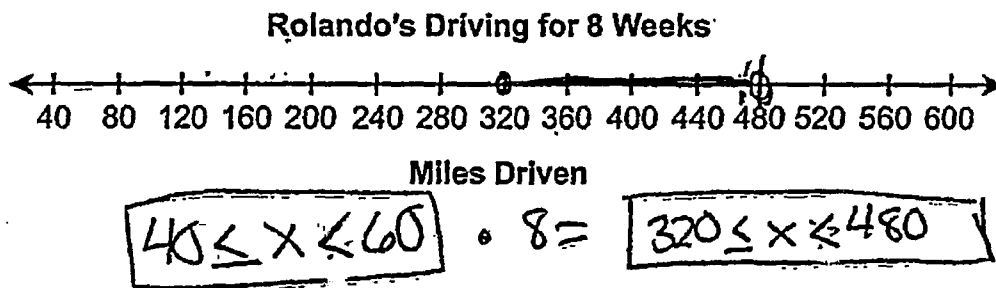 Rolando's Driving for 8 Weeks
40 80 120 160 200 240 280 320 360 400 440 480 520 560 600
Miles Driven
40 ≤ x ≤ 60 • 8 = 320 ≤ x ≤ 480